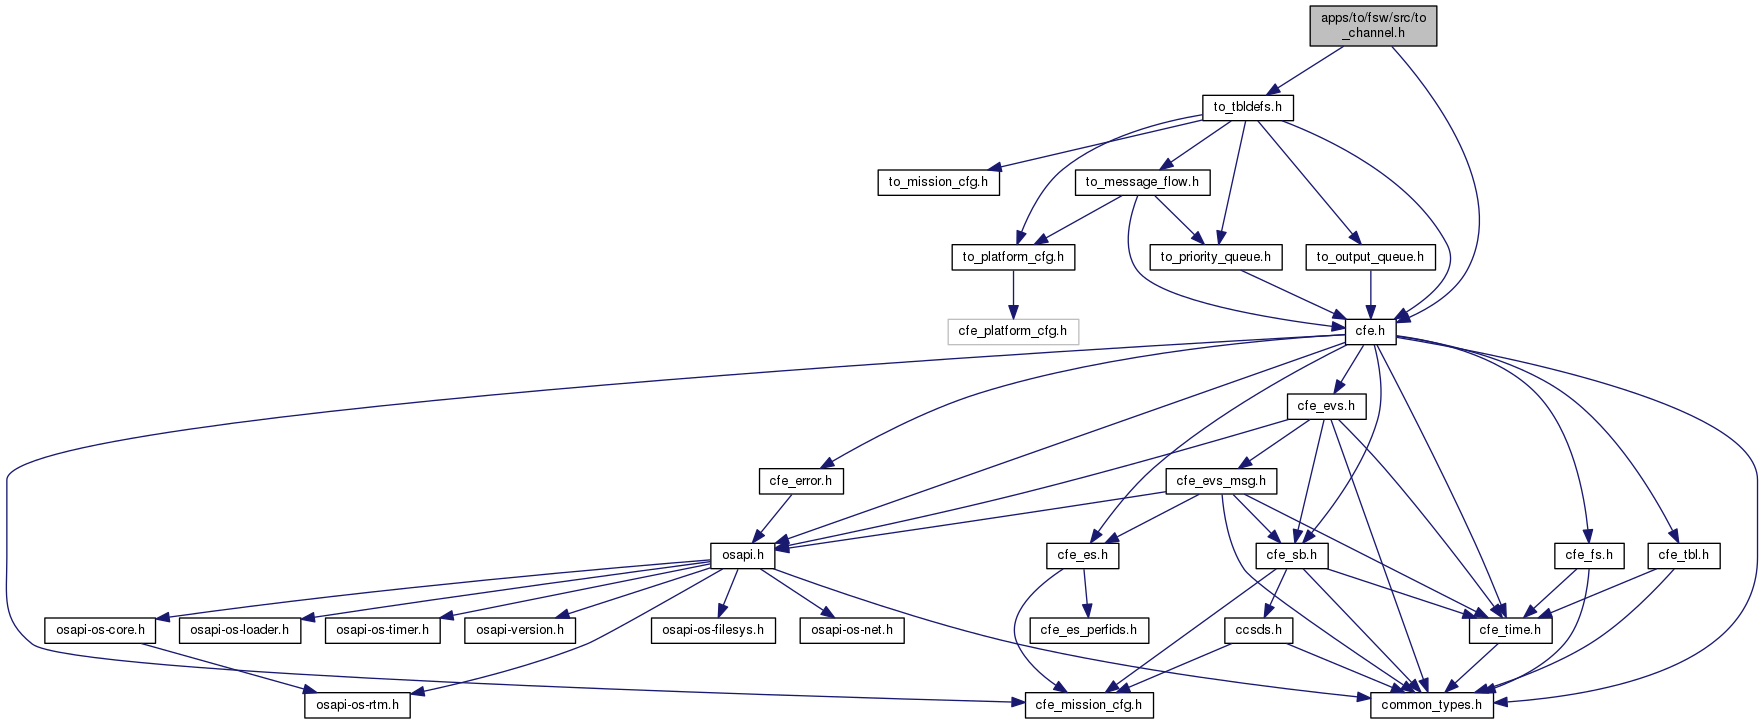 apps/to/fsw/src/to
_channel.h
to_tbldefs.h
to_mission_cfg.h
to_message_flow.h
to_platform_cfg.h
to_priority_queue.h
to_output_queue.h
cfe_platform_cfg.h
cfe.h
cfe_evs.h
cfe_error.h
cfe_evs_msg.h
osapi.h
cfe_es.h
cfe_sb.h
cfe_fs.h
cfe_tbl.h
osapi-os-core.h
osapi-os-loader.h
osapi-os-timer.h
osapi-version.h
osapi-os-filesys.h
osapi-os-net.h
cfe_es_perfids.h
ccsds.h
cfe_time.h
osapi-os-rtm.h
cfe_mission_cfg.h
common_types.h